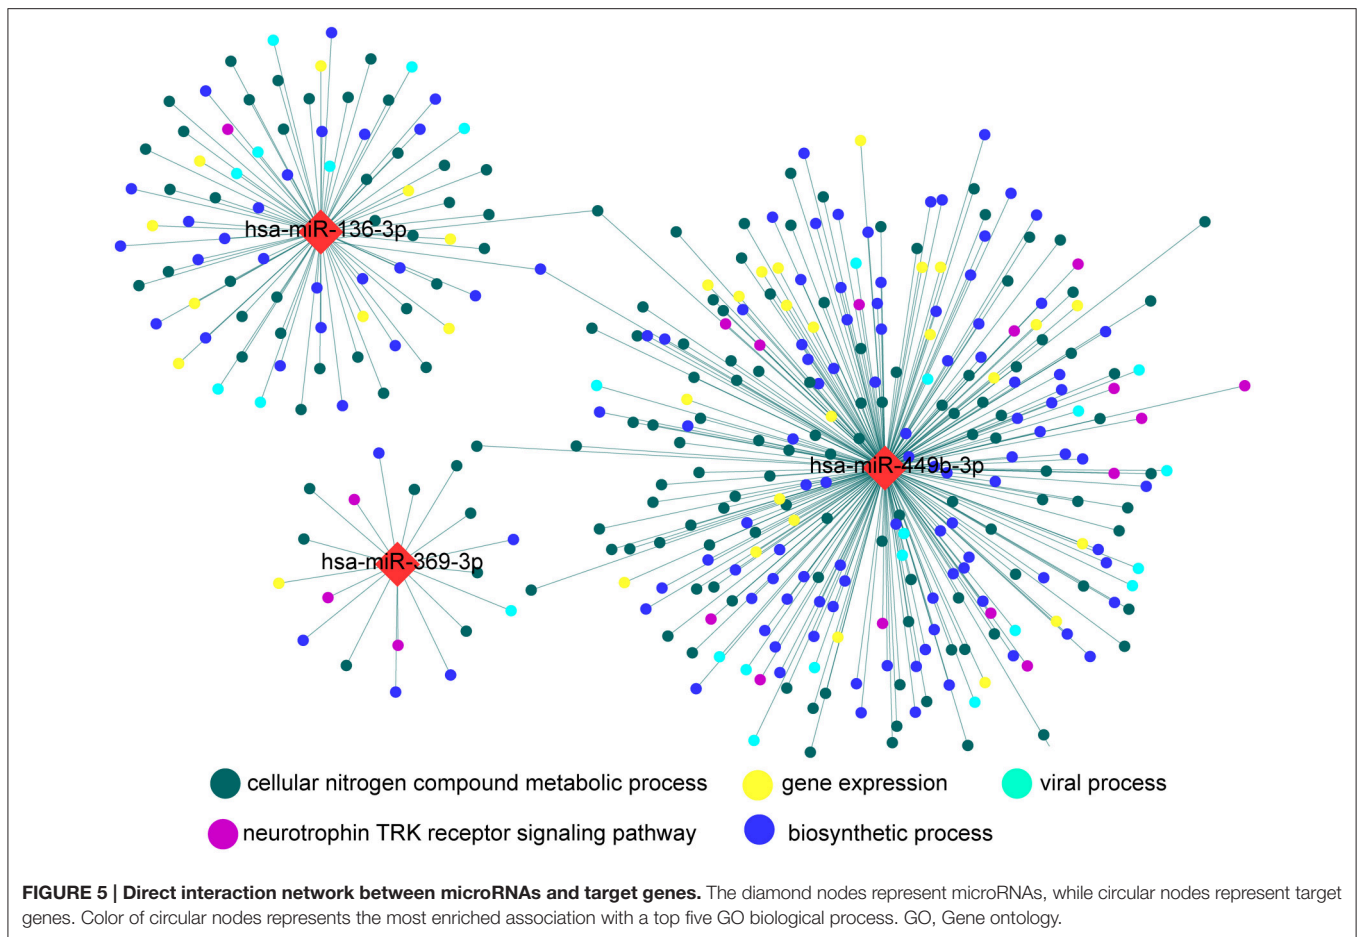 hsa-miR-136-3p
hsa-miR-449b-3p
hsa-miR-369-3p
cellular nitrogen compound metabolic process
gene expression
viral process
neurotrophin TRK receptor signaling pathway
biosynthetic process
FIGURE 5 | Direct interaction network between microRNAs and target genes. The diamond nodes represent microRNAs, while circular nodes represent target
genes. Color of circular nodes represents the most enriched association with a top five GO biological process. GO, Gene ontology.